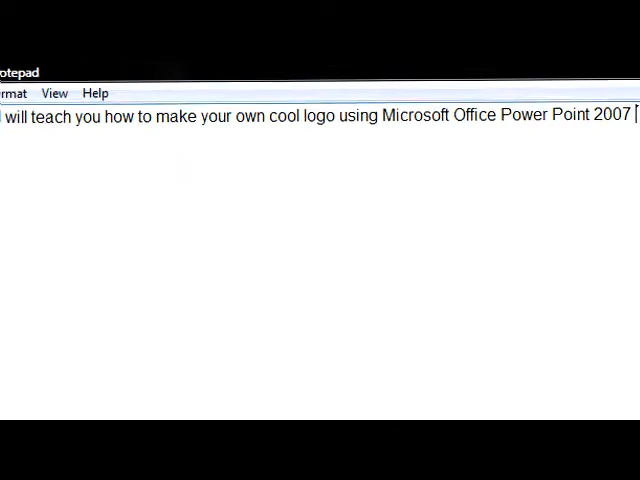 otepad
rmat View Help
will teach you how to make your own cool logo using Microsoft Office Power Point 2007